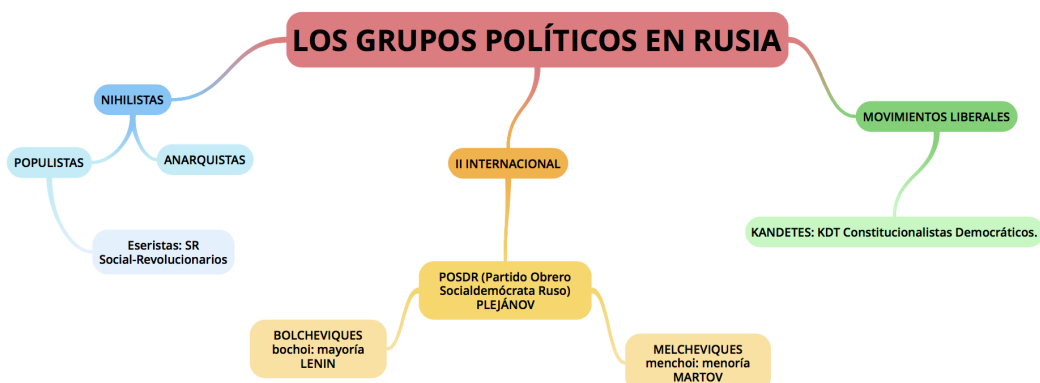 LOS GRUPOS POLÍTICOS EN RUSIA
NIHILISTAS
POPULISTAS
ANARQUISTAS
Eseristas: SR
Social-Revolucionarios
II INTERNACIONAL
POSDR (Partido Obrero
Socialdemócrata Ruso)
PLEJÁNOV
BOLCHEVIQUES
bochoi: mayoría
LENIN
MELCHEVIQUES
menchoi: menoría
MARTOV
MOVIMIENTOS LIBERALES
KANDETES: KDT Constitucionalistas Democráticos.